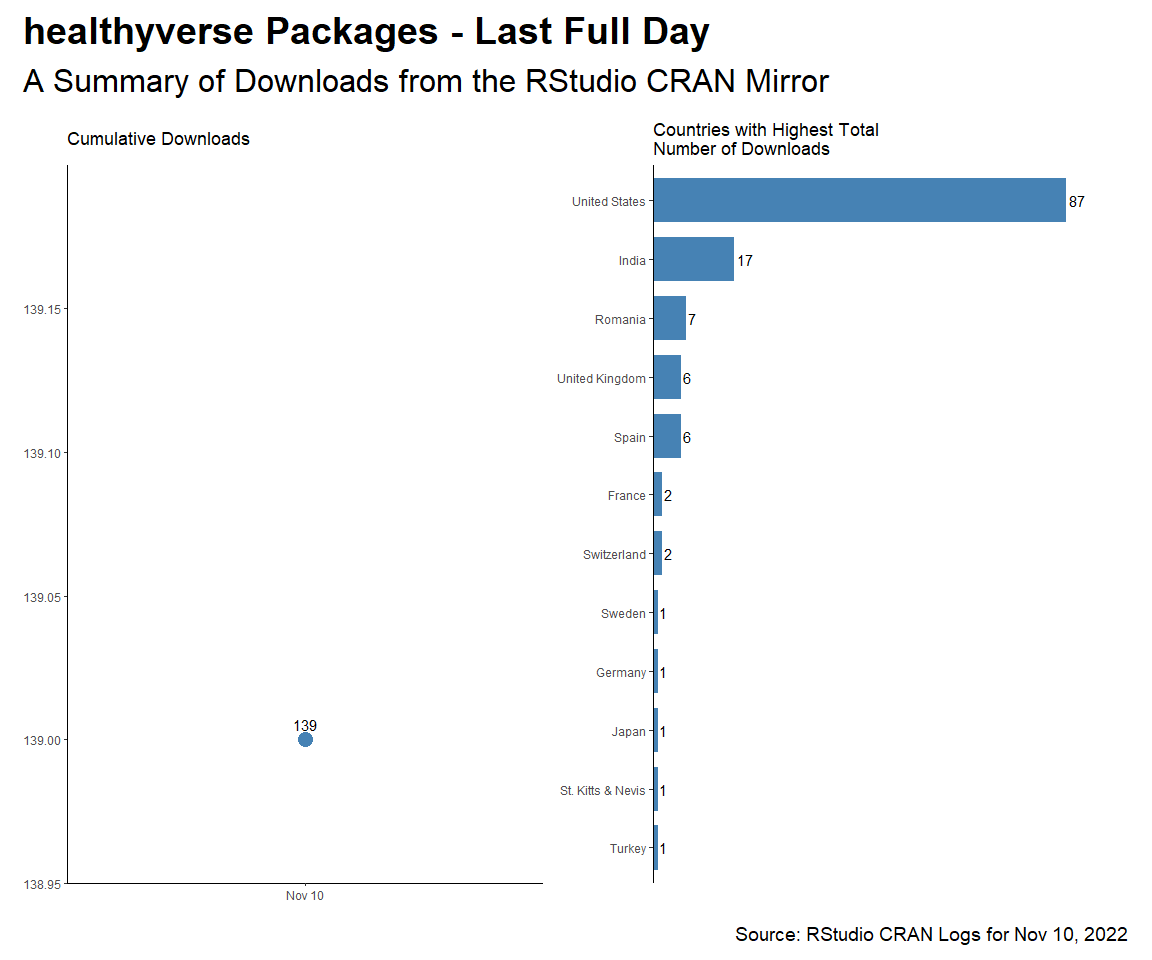 healthyverse Packages - Last Full Day
A Summary of Downloads from the RStudio CRAN Mirror
Cumulative Downloads
139.15
139.10
139.05
139.00
138.95
139
Nov 10
Countries with Highest Total
Number of Downloads
United States 87
India 17
Romania 7
United Kingdom 6
Spain 6
France 2
Switzerland 2
Sweden 1
Germany 1
Japan 1
St. Kitts & Nevis 1
Turkey 1
Source: RStudio CRAN Logs for Nov 10, 2022